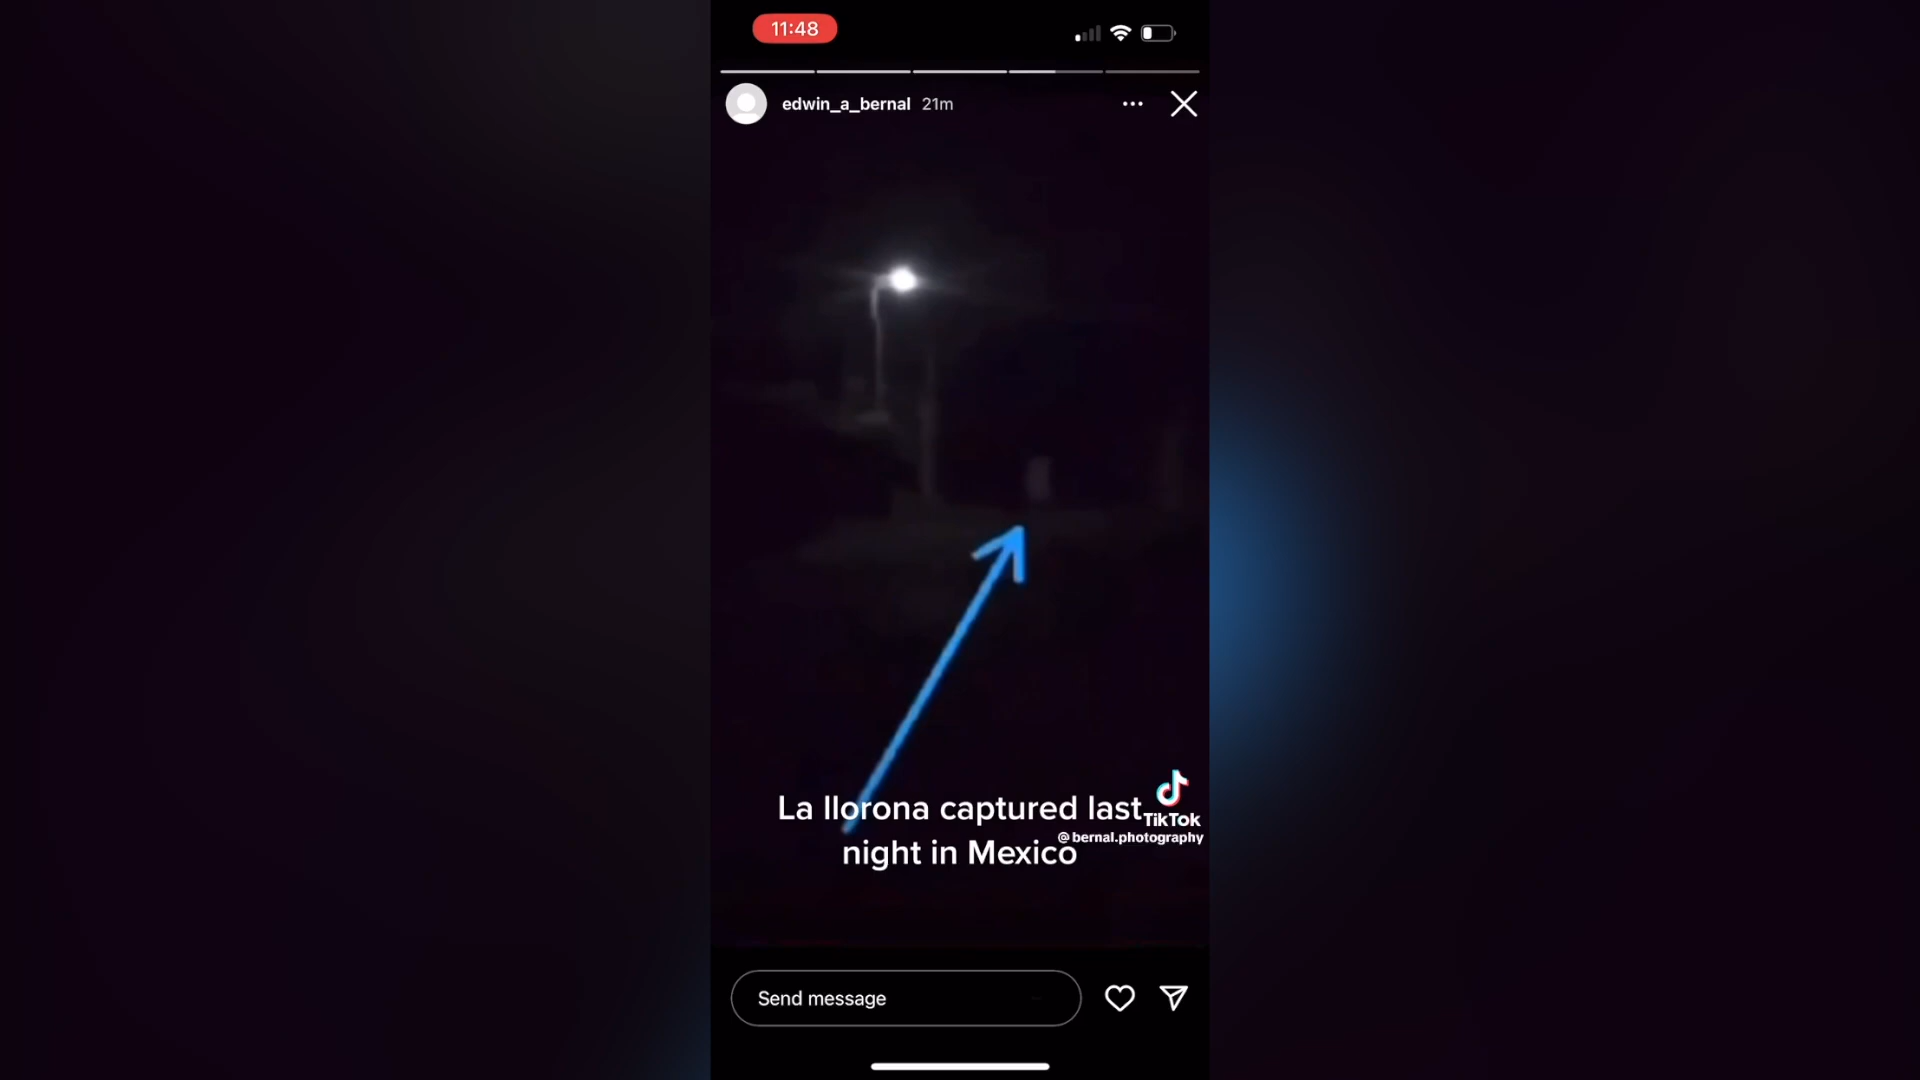 11:48
edwin_a_bernal 21m
La llorona captured last
night in Mexico
TikTok
@bernal.photography
Send message